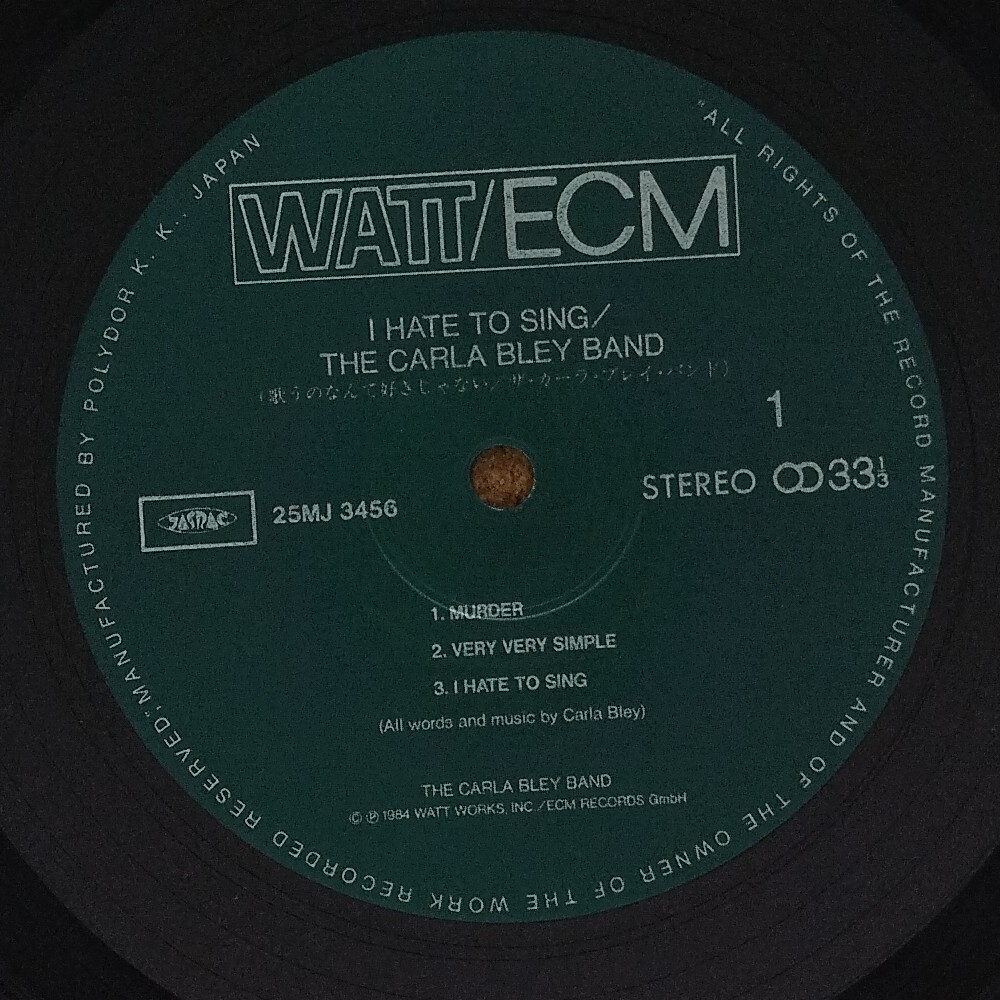 WATT/ECM
I HATE TO SING/
THE CARLA BLEY BAND
(歌うのなんて好きじゃない/ザ・カーラ・ブレイ・バンド)
1
STEREO 33 1/3
JASRAC
25MJ 3456
1. MURDER
2. VERY VERY SIMPLE
3. I HATE TO SING
(All words and music by Carla Bley)
THE CARLA BLEY BAND
© ℗ 1984 WATT WORKS, INC./ECM RECORDS GmbH
"ALL RIGHTS OF THE RECORD MANUFACTURER AND OF THE OWNER OF THE WORK RECORDED RESERVED," MANUFACTURED BY POLYDOR K. K., JAPAN